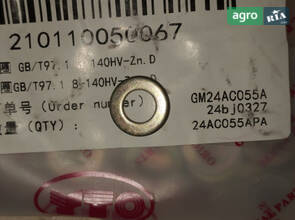 agro RIA
210110050067
GB/T97.1 8-140HV-Zn.D
GB/T97.1 8-140HV-Zn.D
单号(Order number) GM24AC055A
24bj0327
量(QTY): 24AC055APA